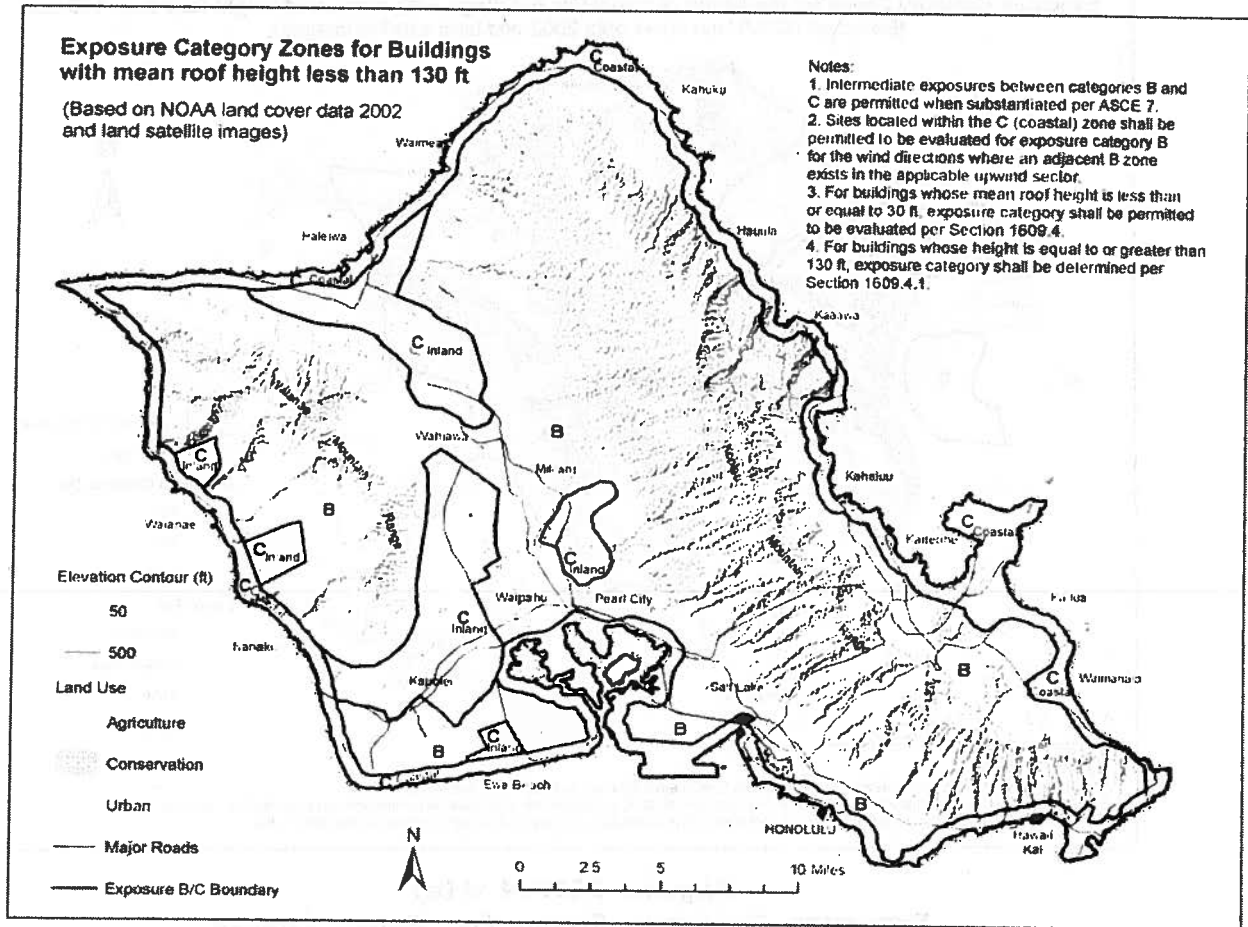 Exposure Category Zones for Buildings
with mean roof height less than 130 ft
(Based on NOAA land cover data 2002
and land satellite images)
Notes:
1. Intermediate exposures between categories B and
C are permitted when substantiated per ASCE 7.
2. Sites located within the C (coastal) zone shall be
permitted to be evaluated for exposure category B
for the wind directions where an adjacent B zone
exists in the applicable upwind sector.
3. For buildings whose mean roof height is less than
or equal to 30 ft, exposure category shall be permitted
to be evaluated per Section 1609.4.
4. For buildings whose height is equal to or greater than
130 ft, exposure category shall be determined per
Section 1609.4.1.
C Coastal
Kahuku
Waimea
Haleiwa
Hauula
Kaaawa
C Inland
Waianae
Mountain
Range
Wahiawa
B
Mililani
Koolau
Mountain
Kahaluu
C Inland
B
Kaneohe
C Coastal
Waianae
C Inland
C Inland
Kailua
Elevation Contour (ft)
50
500
Waipahu
Pearl City
C Inland
Nanakuli
B
C Coastal
Waimanalo
Kapolei
Salt Lake
Land Use
Agriculture
Conservation
Urban
Major Roads
Exposure B/C Boundary
B
C Inland
B
Ewa Beach
B
HONOLULU
Hawaii
Kai
N
0 2.5 5 10 Miles